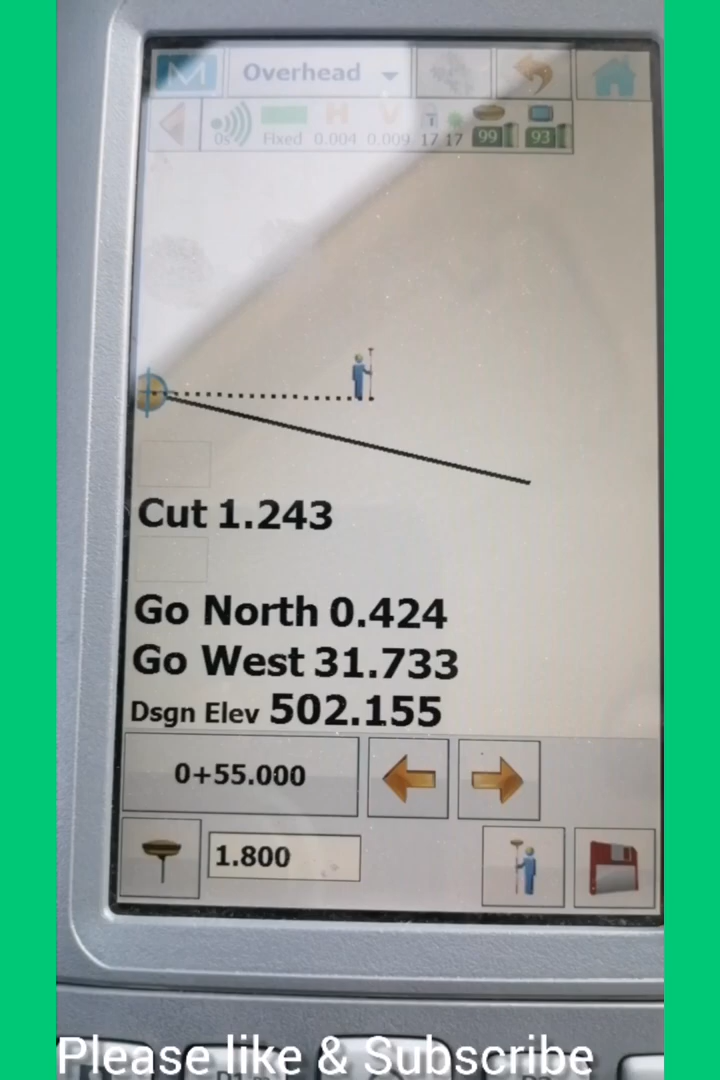 M Overhead
0s Fixed H 0.004 V 0.009 17 17 99 93
Cut 1.243
Go North 0.424
Go West 31.733
Dsgn Elev 502.155
0+55.000
1.800
Please like & Subscribe